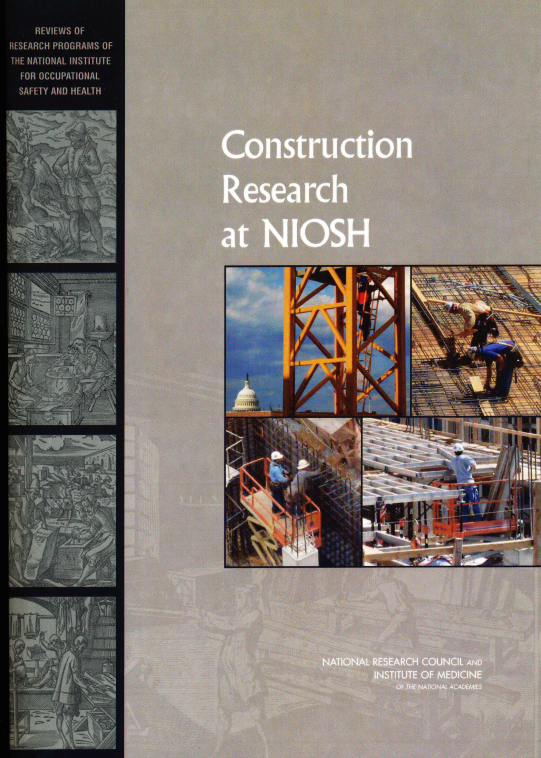 REVIEWS OF
RESEARCH PROGRAMS OF
THE NATIONAL INSTITUTE
FOR OCCUPATIONAL
SAFETY AND HEALTH
Construction
Research
at NIOSH
NATIONAL RESEARCH COUNCIL AND
INSTITUTE OF MEDICINE
OF THE NATIONAL ACADEMIES